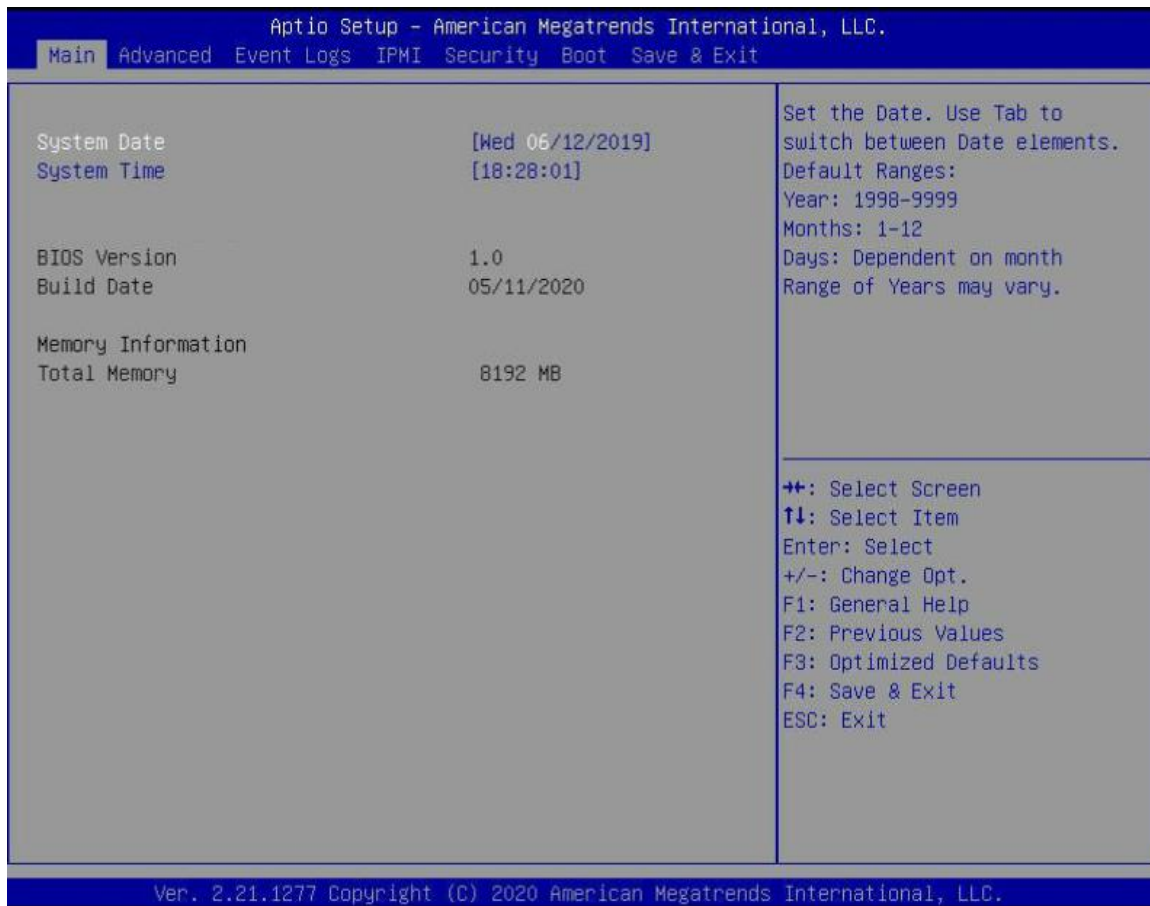 Aptio Setup – American Megatrends International, LLC.
Main Advanced Event Logs IPMI Security Boot Save & Exit
System Date [Wed 06/12/2019]
System Time [18:28:01]
BIOS Version 1.0
Build Date 05/11/2020
Memory Information
Total Memory 8192 MB
Set the Date. Use Tab to
switch between Date elements.
Default Ranges:
Year: 1998-9999
Months: 1-12
Days: Dependent on month
Range of Years may vary.
→←: Select Screen
↑↓: Select Item
Enter: Select
+/-: Change Opt.
F1: General Help
F2: Previous Values
F3: Optimized Defaults
F4: Save & Exit
ESC: Exit
Ver. 2.21.1277 Copyright (C) 2020 American Megatrends International, LLC.